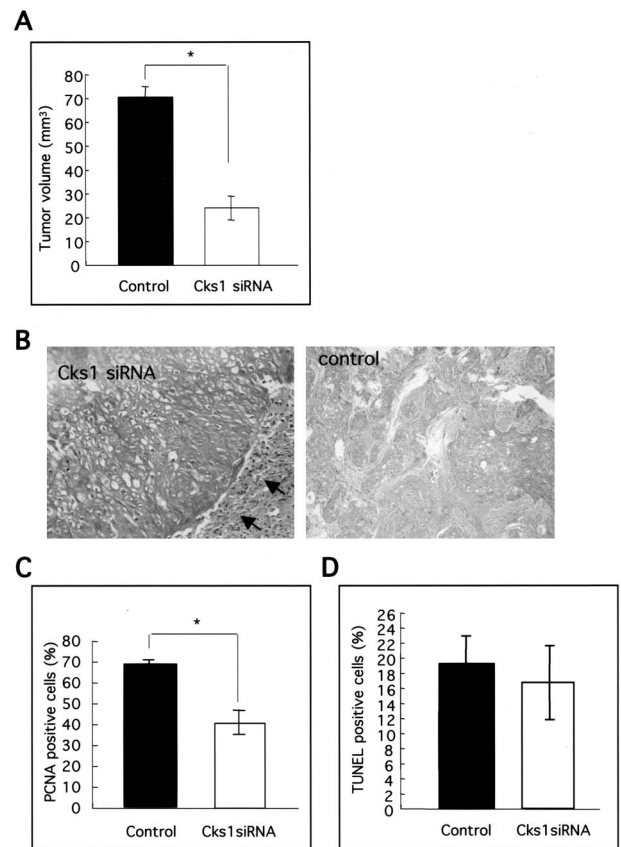 A
*
Tumor volume (mm³)
80
70
60
50
40
30
20
10
0
Control Cks1 siRNA
B
Cks1 siRNA
control
C
*
PCNA positive cells (%)
80
70
60
50
40
30
20
10
0
Control Cks1siRNA
D
TUNEL positive cells (%)
26
24
22
20
18
16
14
12
10
8
6
4
2
0
Control Cks1siRNA